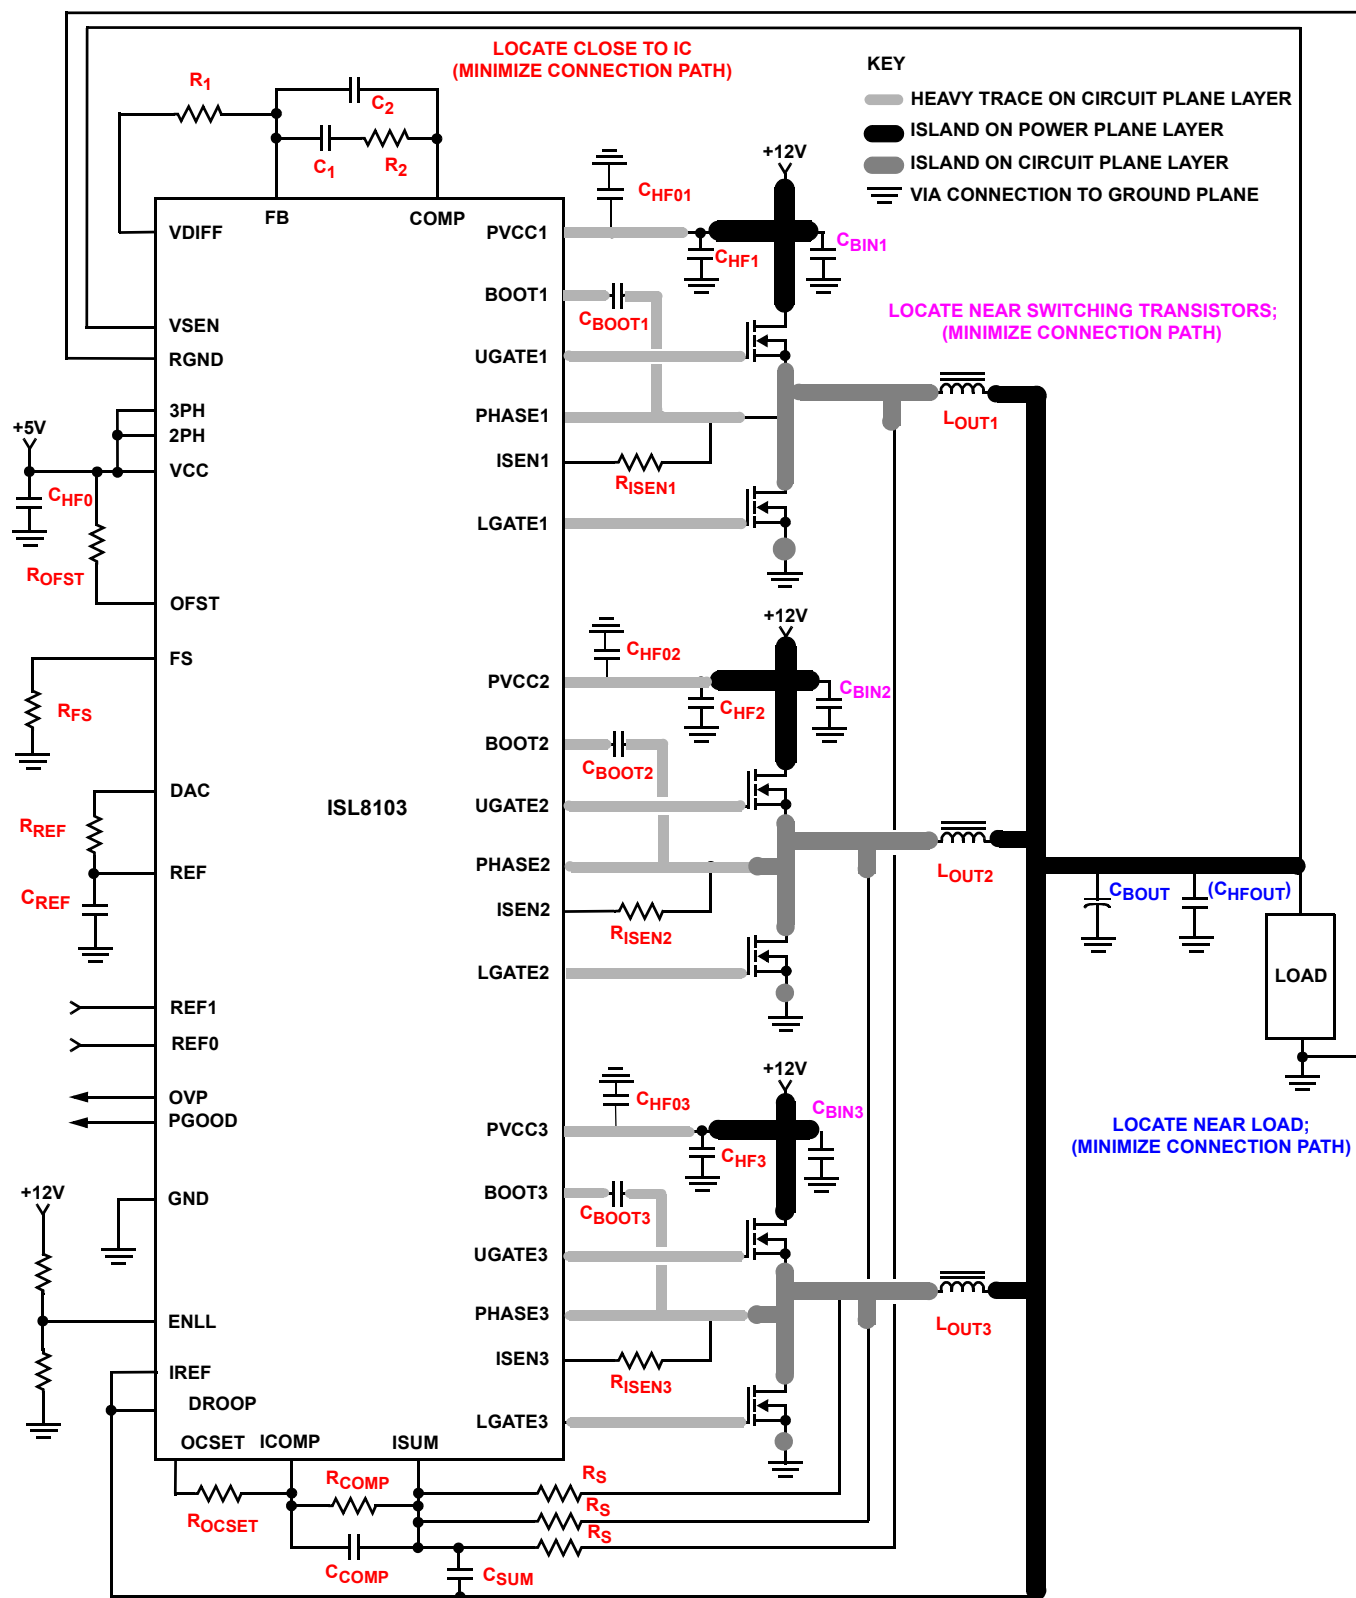 LOCATE CLOSE TO IC
(MINIMIZE CONNECTION PATH)
KEY
HEAVY TRACE ON CIRCUIT PLANE LAYER
ISLAND ON POWER PLANE LAYER
ISLAND ON CIRCUIT PLANE LAYER
VIA CONNECTION TO GROUND PLANE
R1
C2
C1
R2
+12V
CHF01
FB
COMP
VDIFF
PVCC1
CHF1
CBIN1
BOOT1
CBOOT1
LOCATE NEAR SWITCHING TRANSISTORS;
(MINIMIZE CONNECTION PATH)
VSEN
RGND
UGATE1
3PH
2PH
VCC
+5V
CHF0
PHASE1
LOUT1
ISEN1
RISEN1
LGATE1
ROFST
OFST
+12V
CHF02
FS
PVCC2
CHF2
CBIN2
RFS
BOOT2
CBOOT2
DAC
ISL8103
UGATE2
RREF
REF
PHASE2
LOUT2
CREF
CBOUT
(CHFOUT)
ISEN2
RISEN2
LGATE2
LOAD
REF1
REF0
+12V
OVP
PGOOD
CHF03
CBIN3
PVCC3
CHF3
LOCATE NEAR LOAD;
(MINIMIZE CONNECTION PATH)
+12V
GND
BOOT3
CBOOT3
UGATE3
ENLL
PHASE3
LOUT3
ISEN3
RISEN3
IREF
DROOP
LGATE3
OCSET
ICOMP
ISUM
RCOMP
RS
ROCSET
RS
RS
CCOMP
CSUM